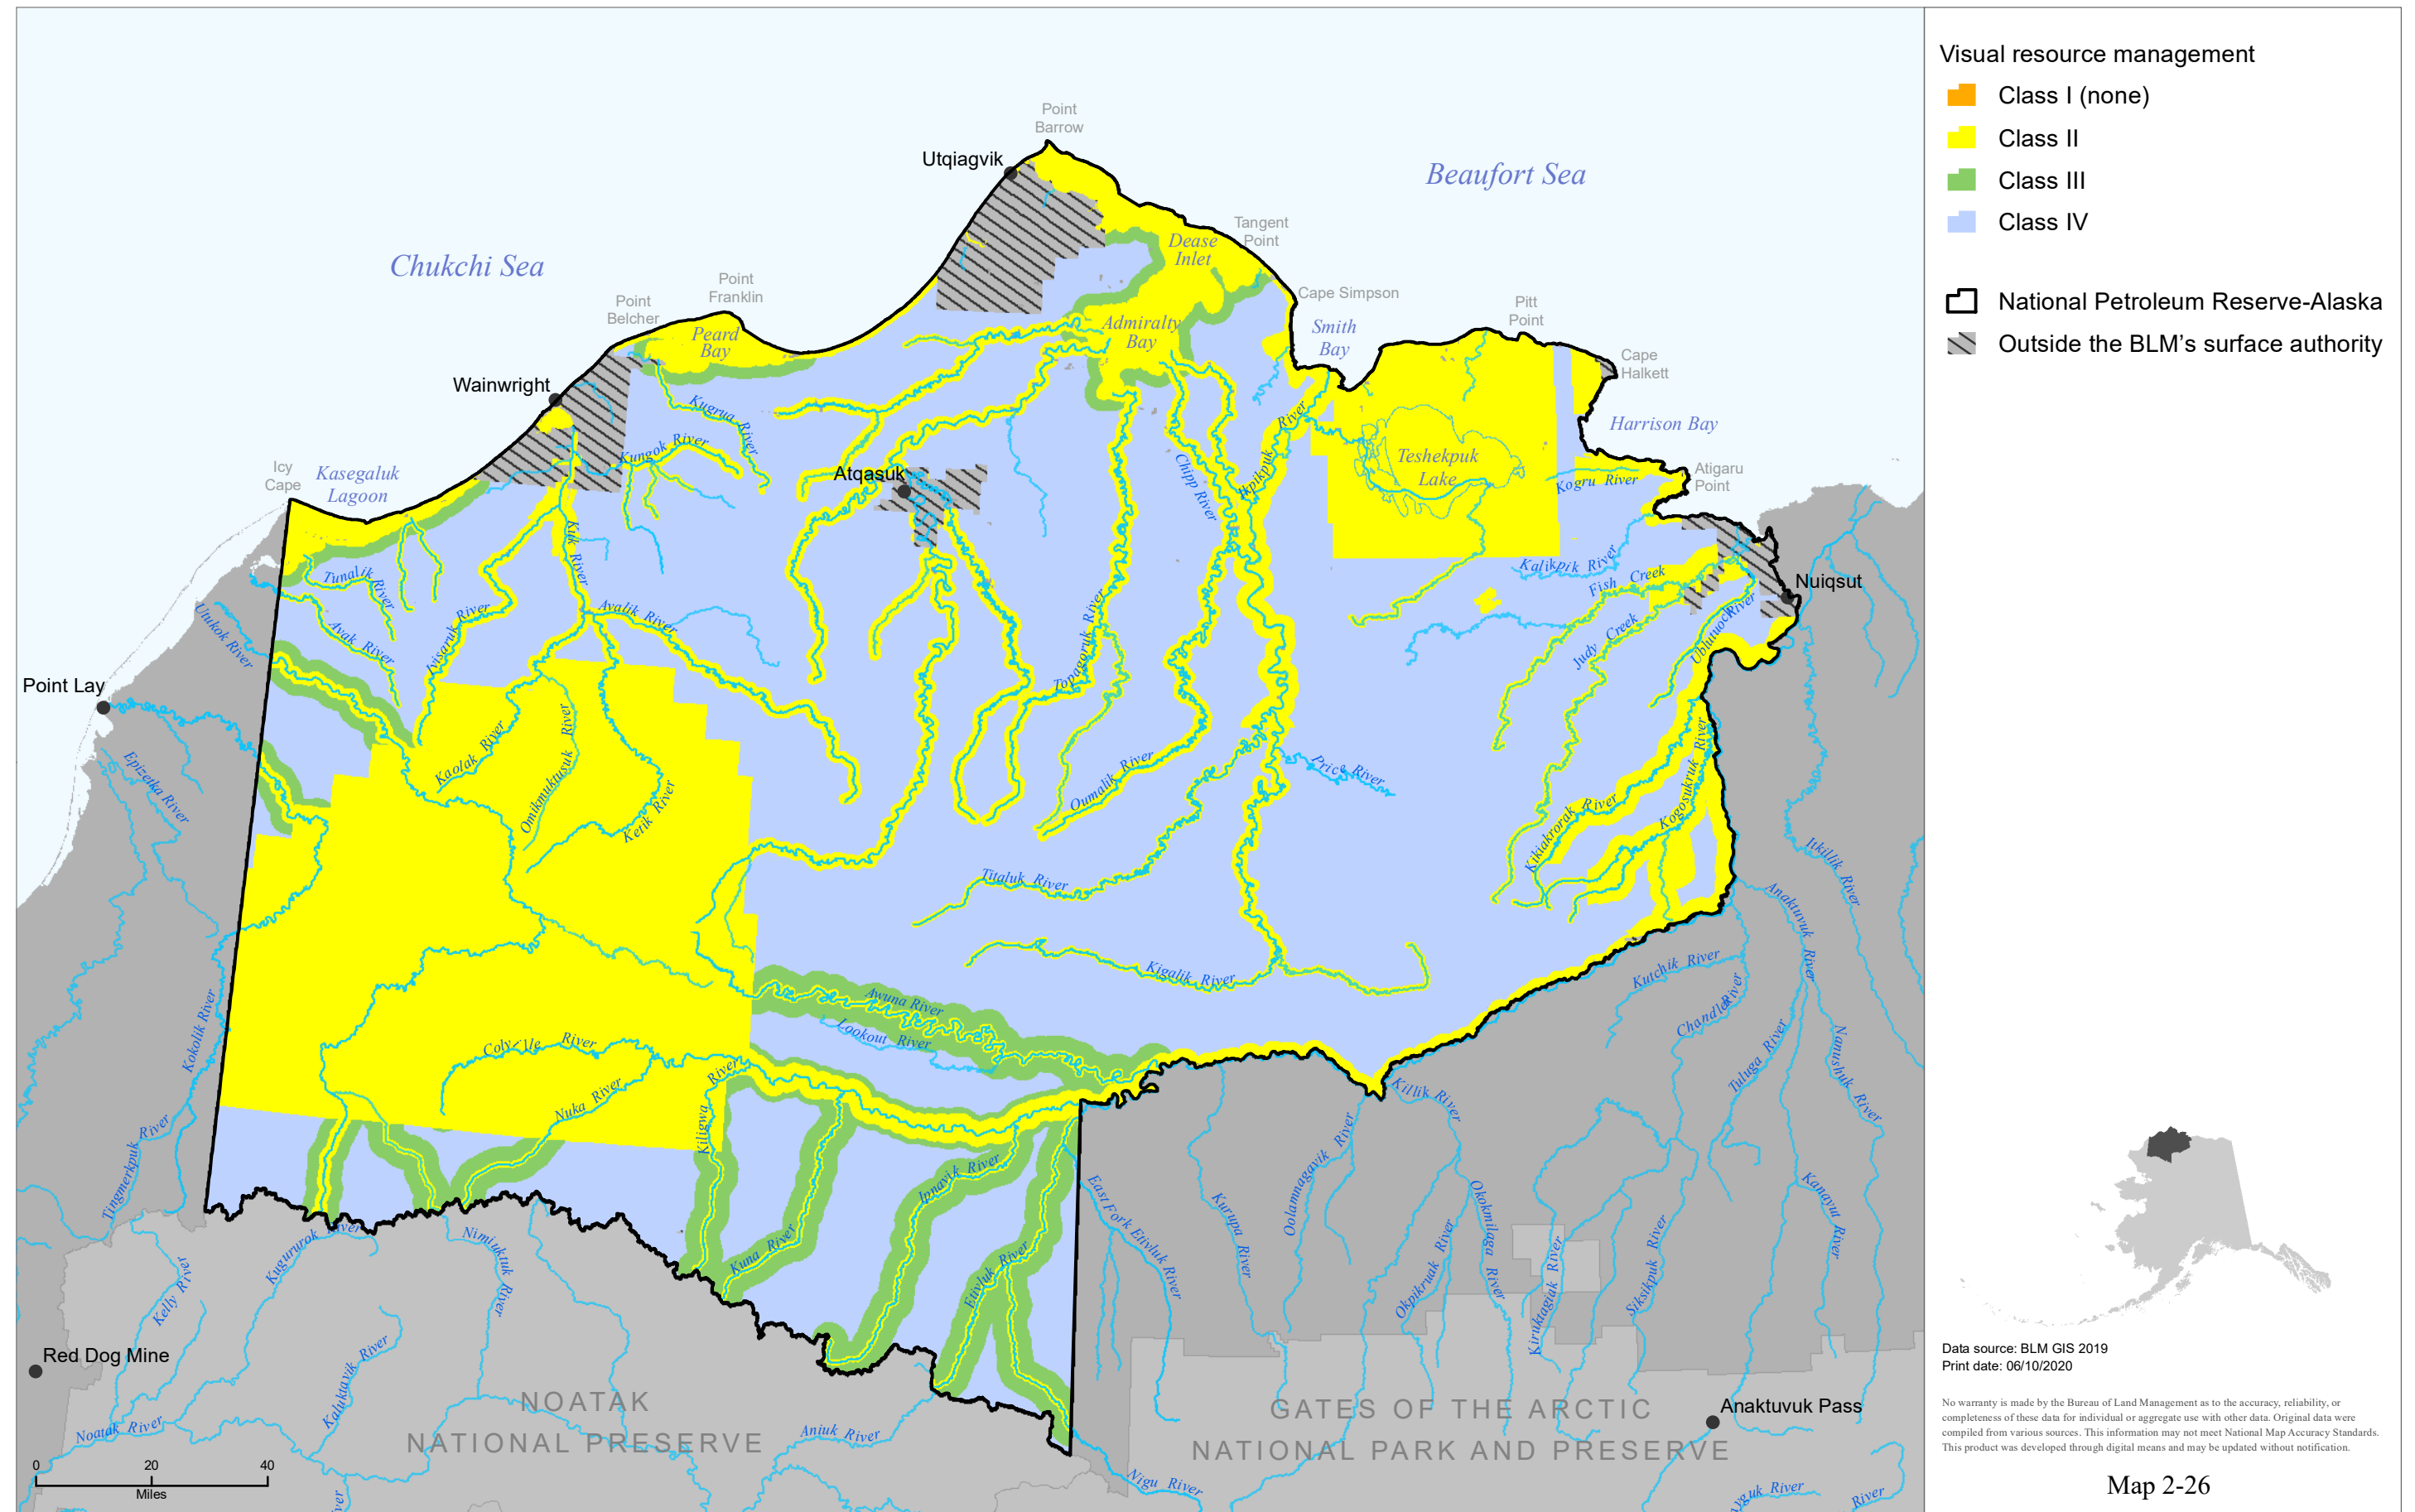 Visual resource management
Class I (none)
Class II
Class III
Class IV
National Petroleum Reserve-Alaska
Outside the BLM's surface authority
Point
Barrow
Utqiagvik
Beaufort Sea
Chukchi Sea
Tangent
Point
Dease
Inlet
Point
Franklin
Point
Belcher
Peard
Bay
Admiralty
Bay
Cape Simpson
Smith
Bay
Pitt
Point
Cape
Halkett
Harrison Bay
Wainwright
Kugrua River
Kungok River
Icy
Cape
Kasegaluk
Lagoon
Atqasuk
Chipp River
Ikpikpuk River
Teshekpuk
Lake
Kogru River
Atigaru
Point
Kuk River
Tunalik River
Avak River
Utukok River
Ivisaruk River
Avalik River
Topagoruk River
Kalikpik River
Fish Creek
Judy Creek
Ublutuoch River
Nuiqsut
Point Lay
Epizetka River
Kaolak River
Omikmuktusuk River
Ketik River
Oumalik River
Price River
Kikiakrorak River
Kogosukruk River
Itkillik River
Titaluk River
Kigalik River
Awuna River
Lookout River
Anaktuvuk River
Kutchik River
Chandler River
Tuluga River
Nanushuk River
Kokolik River
River
Nuka River
Kiligwa River
Tingmerkpuk River
Killik River
Oolamnagavik River
Kurupa River
East Fork Etivluk River
Ipnavik River
Kuna River
Etivluk River
Okokmilaga River
Okpikruak River
Kiruktagiak River
Siksikpuk River
Kanayut River
Kugururok River
Nimiuktuk River
Kelly River
Kaluktavik River
Red Dog Mine
Noatak River
NOATAK
NATIONAL PRESERVE
Aniuk River
Nigu River
GATES OF THE ARCTIC
NATIONAL PARK AND PRESERVE
Anaktuvuk Pass
River
River
0 20 40
Miles
Data source: BLM GIS 2019
Print date: 06/10/2020
No warranty is made by the Bureau of Land Management as to the accuracy, reliability, or
completeness of these data for individual or aggregate use with other data. Original data were
compiled from various sources. This information may not meet National Map Accuracy Standards.
This product was developed through digital means and may be updated without notification.
Map 2-26